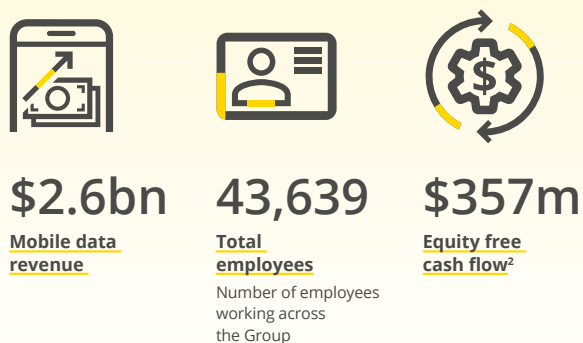 $
$2.6bn
Mobile data
revenue
43,639
Total
employees
Number of employees
working across
the Group
$357m
Equity free
cash flow²